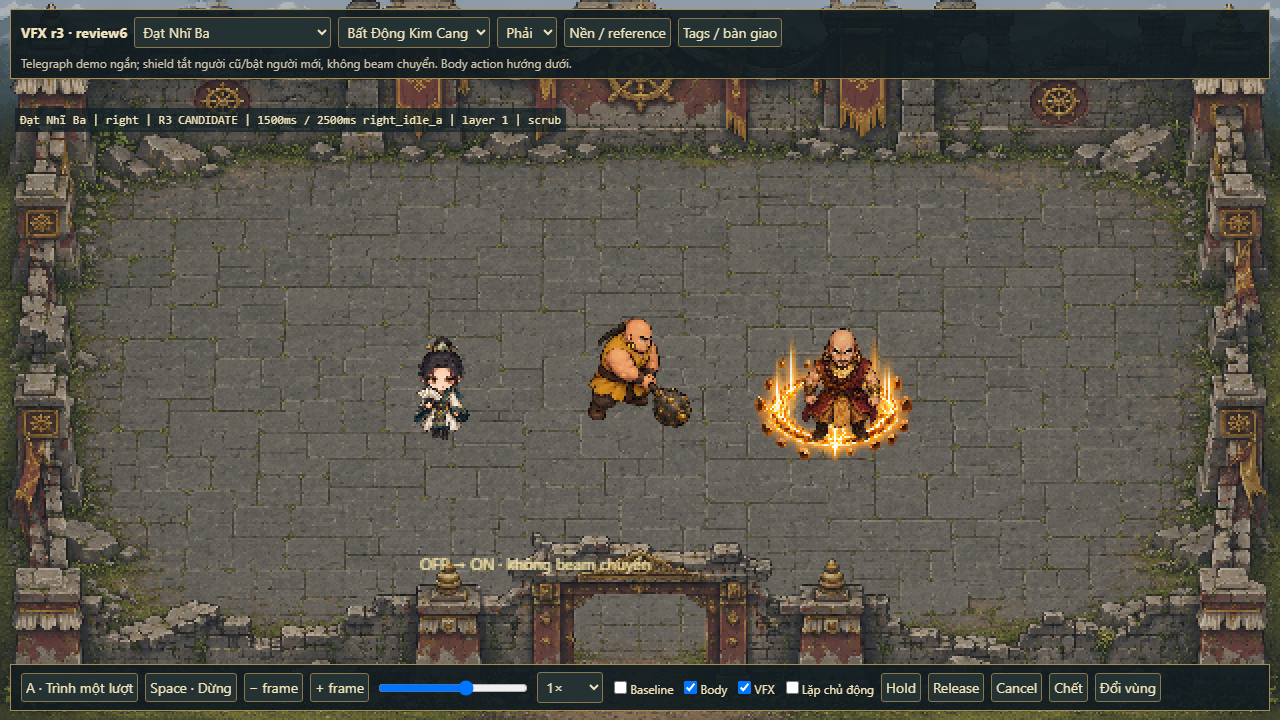 VFX r3 · review6 Đạt Nhĩ Ba Bất Động Kim Cang Phải Nền / reference Tags / bàn giao
Telegraph demo ngắn; shield tắt người cũ/bật người mới, không beam chuyển. Body action hướng dưới.
Đạt Nhĩ Ba | right | R3 CANDIDATE | 1500ms / 2500ms right_idle_a | layer 1 | scrub
OFF → ON · không beam chuyển
A · Trình một lượt Space · Dừng − frame + frame 1× Baseline Body VFX Lặp chủ động Hold Release Cancel Chết Đổi vùng